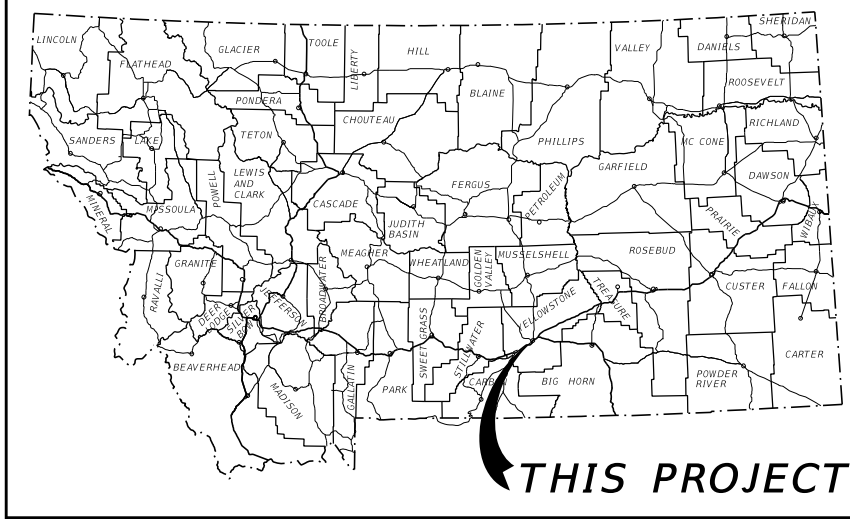 LINCOLN
FLATHEAD
GLACIER
TOOLE
LIBERTY
HILL
BLAINE
PHILLIPS
VALLEY
DANIELS
SHERIDAN
ROOSEVELT
PONDERA
TETON
CHOUTEAU
SANDERS
LAKE
MINERAL
MISSOULA
POWELL
LEWIS
AND
CLARK
CASCADE
FERGUS
PETROLEUM
GARFIELD
MC CONE
RICHLAND
DAWSON
WIBAUX
PRAIRIE
JUDITH
BASIN
RAVALLI
GRANITE
DEER
LODGE
SILVER
BOW
JEFFERSON
BROADWATER
MEAGHER
WHEATLAND
GOLDEN
VALLEY
MUSSELSHELL
ROSEBUD
TREASURE
CUSTER
FALLON
BEAVERHEAD
MADISON
GALLATIN
PARK
SWEET GRASS
STILLWATER
CARBON
YELLOWSTONE
BIG HORN
POWDER
RIVER
CARTER
THIS PROJECT